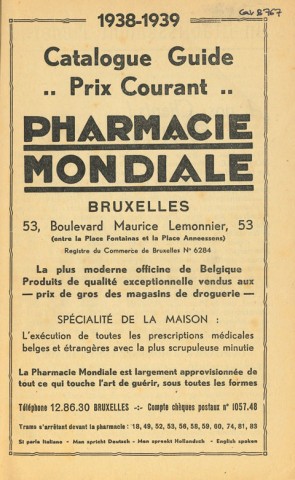 1938-1939
Cat B 767
Catalogue Guide
.. Prix Courant ..
PHARMACIE
MONDIALE
BRUXELLES
53, Boulevard Maurice Lemonnier, 53
(entre la Place Fontainas et la Place Anneessens)
Registre du Commerce de Bruxelles N° 6284
La plus moderne officine de Belgique
Produits de qualité exceptionnelle vendus aux
— prix de gros des magasins de droguerie —
SPÉCIALITÉ DE LA MAISON :
L'exécution de toutes les prescriptions médicales
belges et étrangères avec la plus scrupuleuse minutie
La Pharmacie Mondiale est largement approvisionnée de
tout ce qui touche l'art de guérir, sous toutes les formes
Téléphone 12.86.30 BRUXELLES -:- Compte chèques postaux n° 1057.48
Trams s'arrêtant devant la pharmacie : 18, 49, 52, 53, 56, 58, 59, 60, 74, 81, 83
Si parla Italiano - Man spricht Deutsch - Men spreekt Hollandsch - English spoken